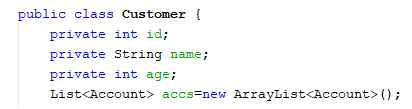 public class Customer {
    private int id;
    private String name;
    private int age;
    List<Account> accs=new ArrayList<Account>();